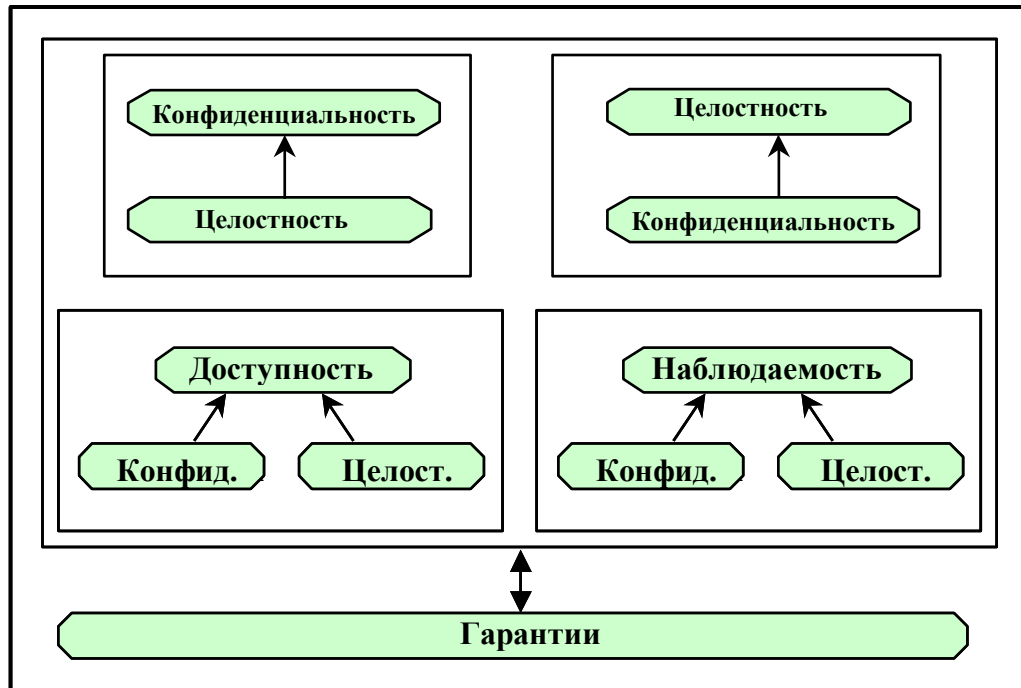 Конфиденциальность
Целостность
Целостность
Конфиденциальность
Доступность
Конфид.
Целост.
Наблюдаемость
Конфид.
Целост.
Гарантии